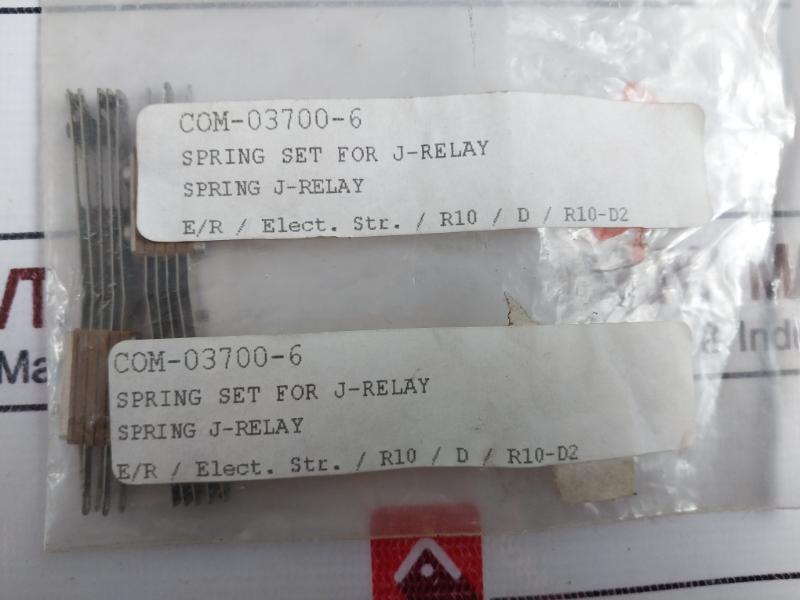 COM-03700-6
SPRING SET FOR J-RELAY
SPRING J-RELAY
E/R / Elect. Str. / R10 / D / R10-D2
COM-03700-6
SPRING SET FOR J-RELAY
SPRING J-RELAY
E/R / Elect. Str. / R10 / D / R10-D2